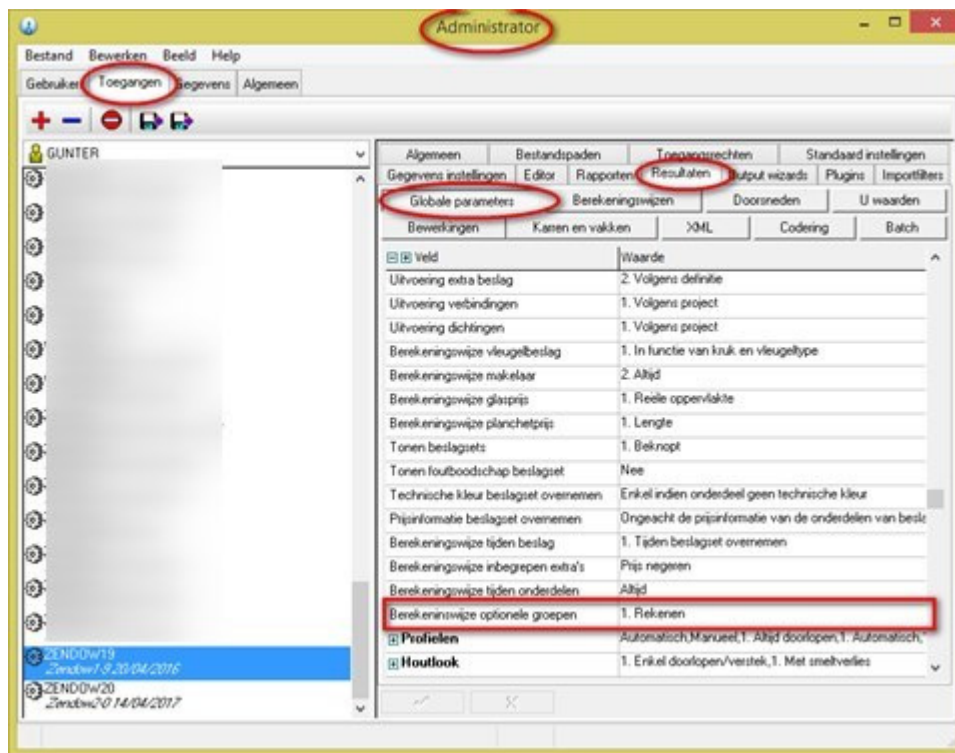 Administrator
Bestand Bewerken Beeld Help
Gebruiker Toegangen Gegevens Algemeen
GUNTER
ZENDOW19
Zendow1-9 20/04/2016
ZENDOW20
Zendow2-0 14/04/2017
Algemeen Bestandspaden Toegangsrechten Standaard instellingen
Gegevens instellingen Editor Rapporten Resultaten Output wizards Plugins Importfilters
Globale parameters Berekeningswijzen Doorsneden U waarden
Bewerkingen Karren en vakken XML Codering Batch
Veld Waarde
Uitvoering extra beslag 2. Volgens definitie
Uitvoering verbindingen 1. Volgens project
Uitvoering dichtingen 1. Volgens project
Berekeningswijze vleugelbeslag 1. In functie van kruk en vleugeltype
Berekeningswijze makelaar 2. Altijd
Berekeningswijze glasprijs 1. Reële oppervlakte
Berekeningswijze planchetprijs 1. Lengte
Tonen beslagsets 1. Beknopt
Tonen foutboodschap beslagset Nee
Technische kleur beslagset overnemen Enkel indien onderdeel geen technische kleur
Prijsinformatie beslagset overnemen Ongeacht de prijsinformatie van de onderdelen van besla
Berekeningswijze tijden beslag 1. Tijden beslagset overnemen
Berekeningswijze inbegrepen extra's Prijs negeren
Berekeningswijze tijden onderdelen Altijd
Berekeninswijze optionele groepen 1. Rekenen
Profielen Automatisch,Manueel,1. Altijd doorlopen,1. Automatisch,
Houtlook 1. Enkel doorlopen/verstek,1. Met smeltverlies